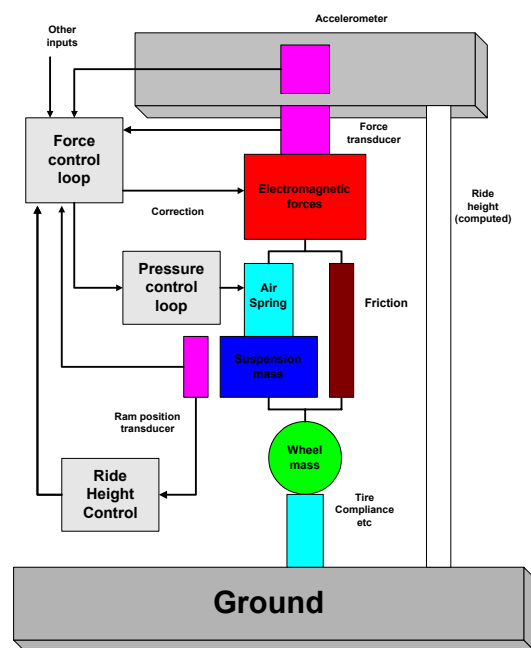 Accelerometer
Other
inputs
Force
control
loop
Force
transducer
Electromagnetic
forces
Correction
Ride
height
(computed)
Pressure
control
loop
Air
Spring
Friction
Suspension
mass
Ram position
transducer
Wheel
mass
Ride
Height
Control
Tire
Compliance
etc
Ground